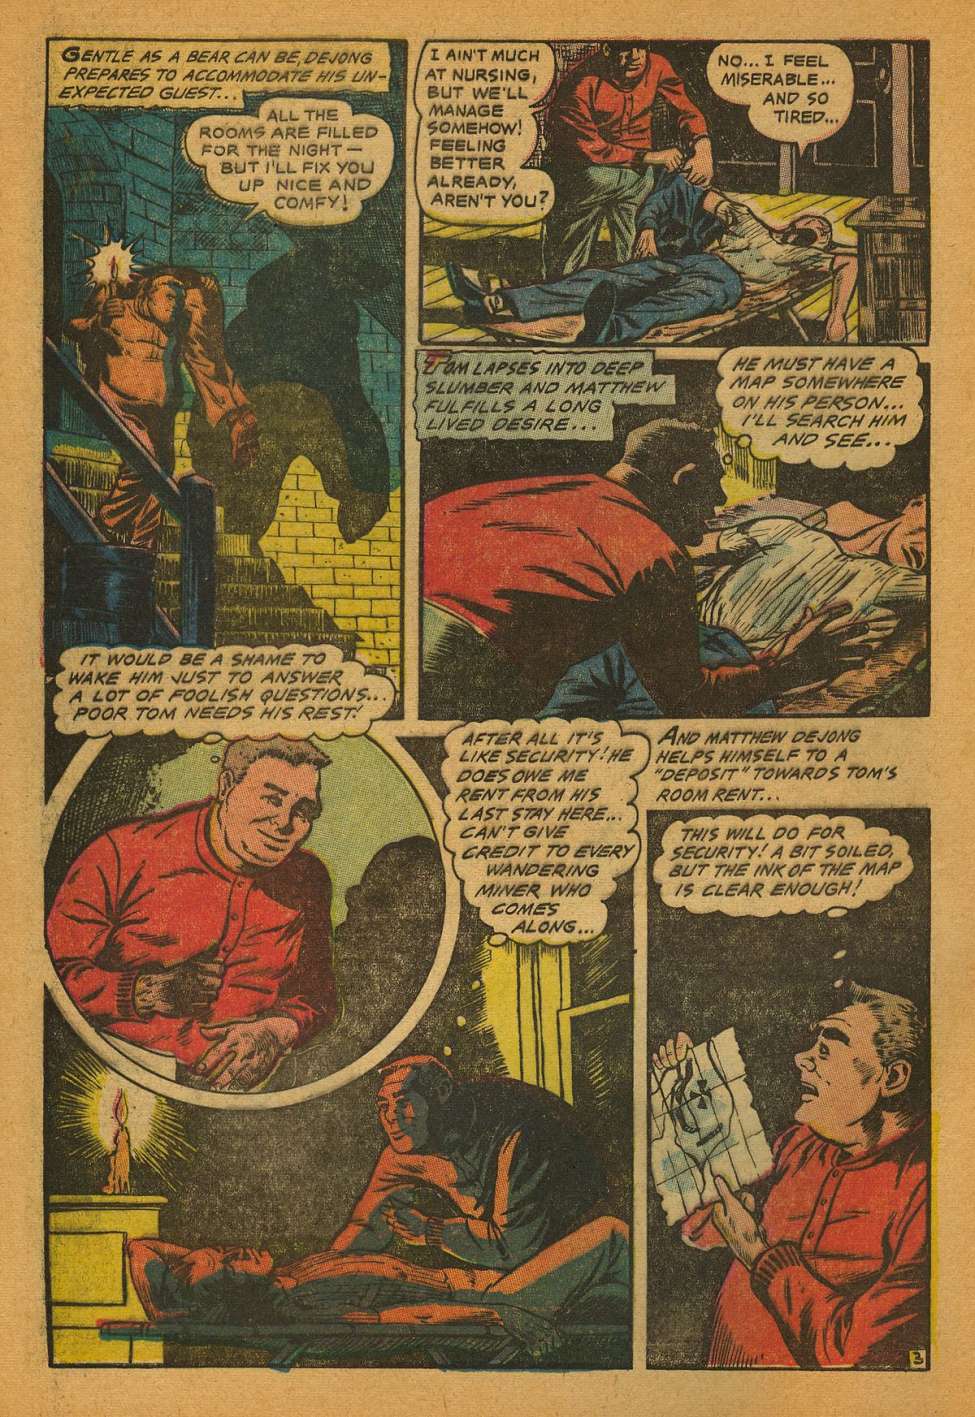 GENTLE AS A BEAR CAN BE, DEJONG
PREPARES TO ACCOMMODATE HIS UN-
EXPECTED GUEST...
ALL THE
ROOMS ARE FILLED
FOR THE NIGHT—
BUT I'LL FIX YOU
UP NICE AND
COMFY!
I AIN'T MUCH
AT NURSING,
BUT WE'LL
MANAGE
SOMEHOW!
FEELING
BETTER
ALREADY,
AREN'T YOU?
NO... I FEEL
MISERABLE...
AND SO
TIRED...
TOM LAPSES INTO DEEP
SLUMBER AND MATTHEW
FULFILLS A LONG
LIVED DESIRE...
HE MUST HAVE A
MAP SOMEWHERE
ON HIS PERSON...
I'LL SEARCH HIM
AND SEE...
IT WOULD BE A SHAME TO
WAKE HIM JUST TO ANSWER
A LOT OF FOOLISH QUESTIONS...
POOR TOM NEEDS HIS REST!
AFTER ALL IT'S
LIKE SECURITY! HE
DOES OWE ME
RENT FROM HIS
LAST STAY HERE...
CAN'T GIVE
CREDIT TO EVERY
WANDERING
MINER WHO
COMES
ALONG...
AND MATTHEW DEJONG
HELPS HIMSELF TO A
"DEPOSIT" TOWARDS TOM'S
ROOM RENT...
THIS WILL DO FOR
SECURITY! A BIT SOILED,
BUT THE INK OF THE MAP
IS CLEAR ENOUGH!
3